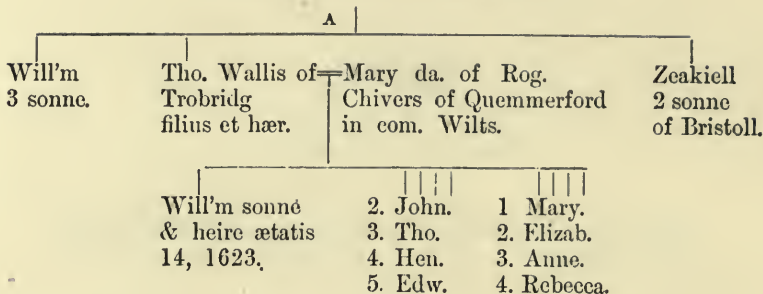 A
Will'm
3 sonne.
Tho. Wallis of
Trobridg
filius et hær.
Mary da. of Rog.
Chivers of Quemmerford
in com. Wilts.
Zeakiell
2 sonne
of Bristoll.
Will'm sonne
& heire ætatis
14, 1623.
2. John.
3. Tho.
4. Hen.
5. Edw.
1 Mary.
2. Elizab.
3. Anne.
4. Rebecca.